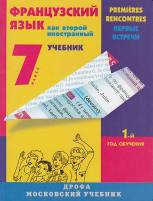 ФРАНЦУЗСКИЙ
ЯЗЫК
как второй
иностранный
УЧЕБНИК
PREMIÈRES
RENCONTRES
ПЕРВЫЕ
ВСТРЕЧИ
7
класс
1-й
ГОД ОБУЧЕНИЯ
ДРОФА
МОСКОВСКИЙ УЧЕБНИК